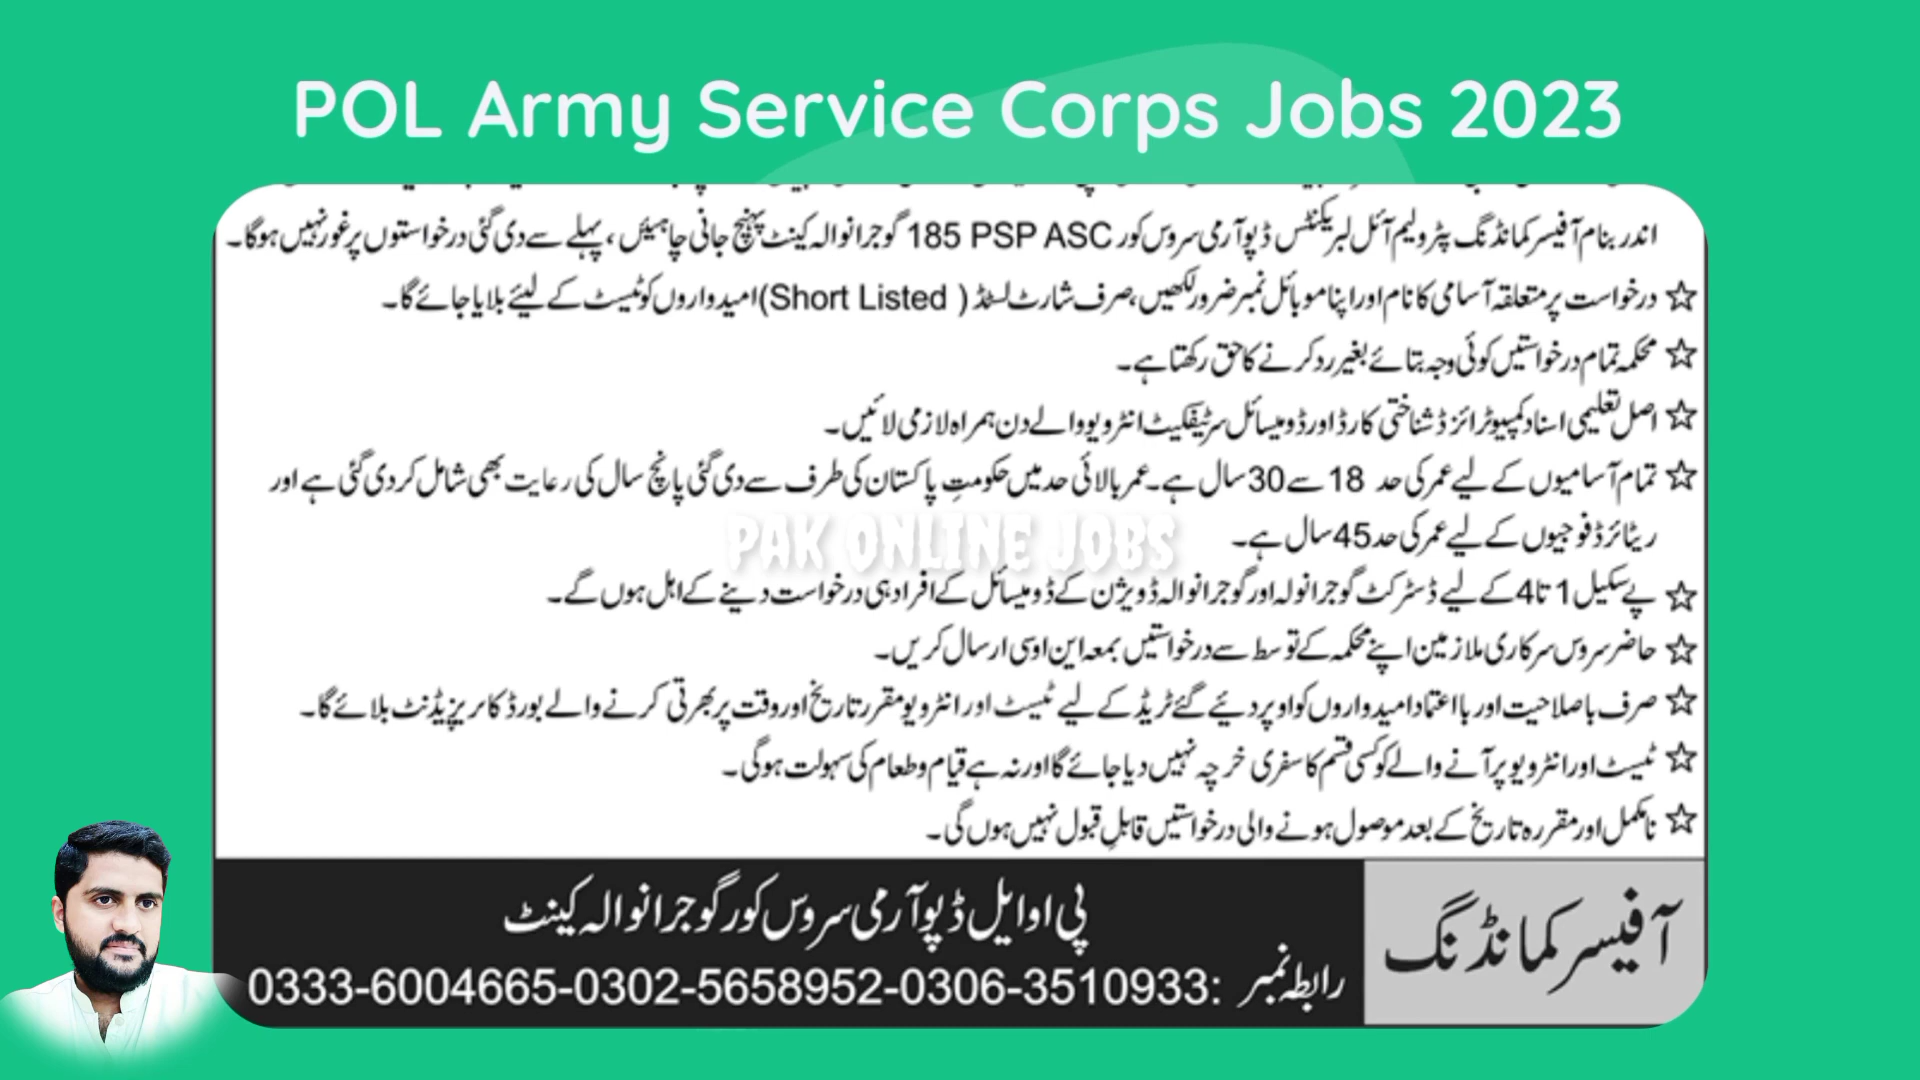 POL Army Service Corps Jobs 2023
اندر بنام آفیسر کمانڈنگ پٹرولیم آئل لبریکنٹس ڈپو آرمی سروس کور 185 PSP ASC گوجرانوالہ کینٹ پہنچ جانی چاہیئں ، پہلے سے دی گئی درخواستوں پر غور نہیں ہوگا۔
☆ درخواست پر متعلقہ آسامی کا نام اور اپنا موبائل نمبر ضرور لکھیں، صرف شارٹ لسٹڈ ( Short Listed) امیدواروں کو ٹیسٹ کے لیئے بلایا جائے گا۔
☆ محکمہ تمام درخواستیں کوئی وجہ بتائے بغیر رد کرنے کا حق رکھتا ہے۔
☆ اصل تعلیمی اسناد کمپیوٹرائزڈ شناختی کارڈ اور ڈومیسائل سرٹیفکیٹ انٹرویو والے دن ہمراہ لازمی لائیں۔
☆ تمام آسامیوں کے لیے عمر کی حد 18 سے 30 سال ہے۔ عمر بالائی حد میں حکومتِ پاکستان کی طرف سے دی گئی پانچ سال کی رعایت بھی شامل کر دی گئی ہے اور
ریٹائرڈ فوجیوں کے لیے عمر کی حد 45 سال ہے۔
PAK ONLINE JOBS
☆ پے سکیل 1 تا 4 کے لیے ڈسٹرکٹ گوجرانولہ اور گوجرانوالہ ڈویژن کے ڈومیسائل کے افراد ہی درخواست دینے کے اہل ہوں گے۔
☆ حاضر سروس سرکاری ملازمین اپنے محکمہ کے توسط سے درخواستیں بمعہ این او سی ارسال کریں۔
☆ صرف باصلاحیت اور بااعتماد امیدواروں کو اوپر دیئے گئے ٹریڈ کے لیے ٹیسٹ اور انٹرویو مقرر تاریخ اور وقت پر بھرتی کرنے والے بورڈ کا پریزیڈنٹ بلائے گا۔
☆ ٹیسٹ اور انٹرویو پر آنے والے کو کسی قسم کا سفری خرچہ نہیں دیا جائے گا اور نہ ہے قیام و طعام کی سہولت ہوگی۔
☆ نامکمل اور مقررہ تاریخ کے بعد موصول ہونے والی درخواستیں قابلِ قبول نہیں ہوں گی۔
آفیسر کمانڈنگ
پی او ایل ڈپو آرمی سروس کور گوجرانوالہ کینٹ
رابطہ نمبر :0333-6004665-0302-5658952-0306-3510933